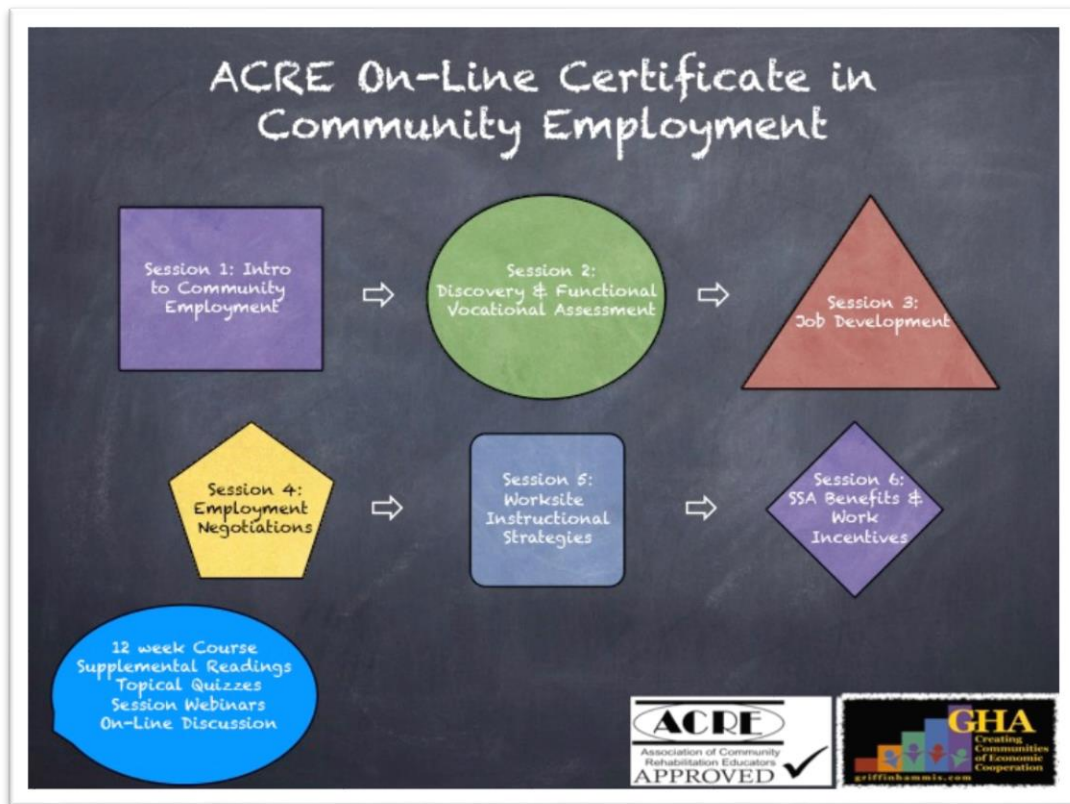 ACRE On-Line Certificate in
Community Employment
Session 1: Intro
to Community
Employment
Session 2:
Discovery & Functional
Vocational Assessment
Session 3:
Job Development
Session 4:
Employment
Negotiations
Session 5:
Worksite
Instructional
Strategies
Session 6:
SSA Benefits &
Work
Incentives
12 week Course
Supplemental Readings
Topical Quizzes
Session Webinars
On-Line Discussion
ACRE
Association of Community
Rehabilitation Educators
APPROVED
GHA
Creating
Communities
of Economic
Cooperation
griffinhammis.com